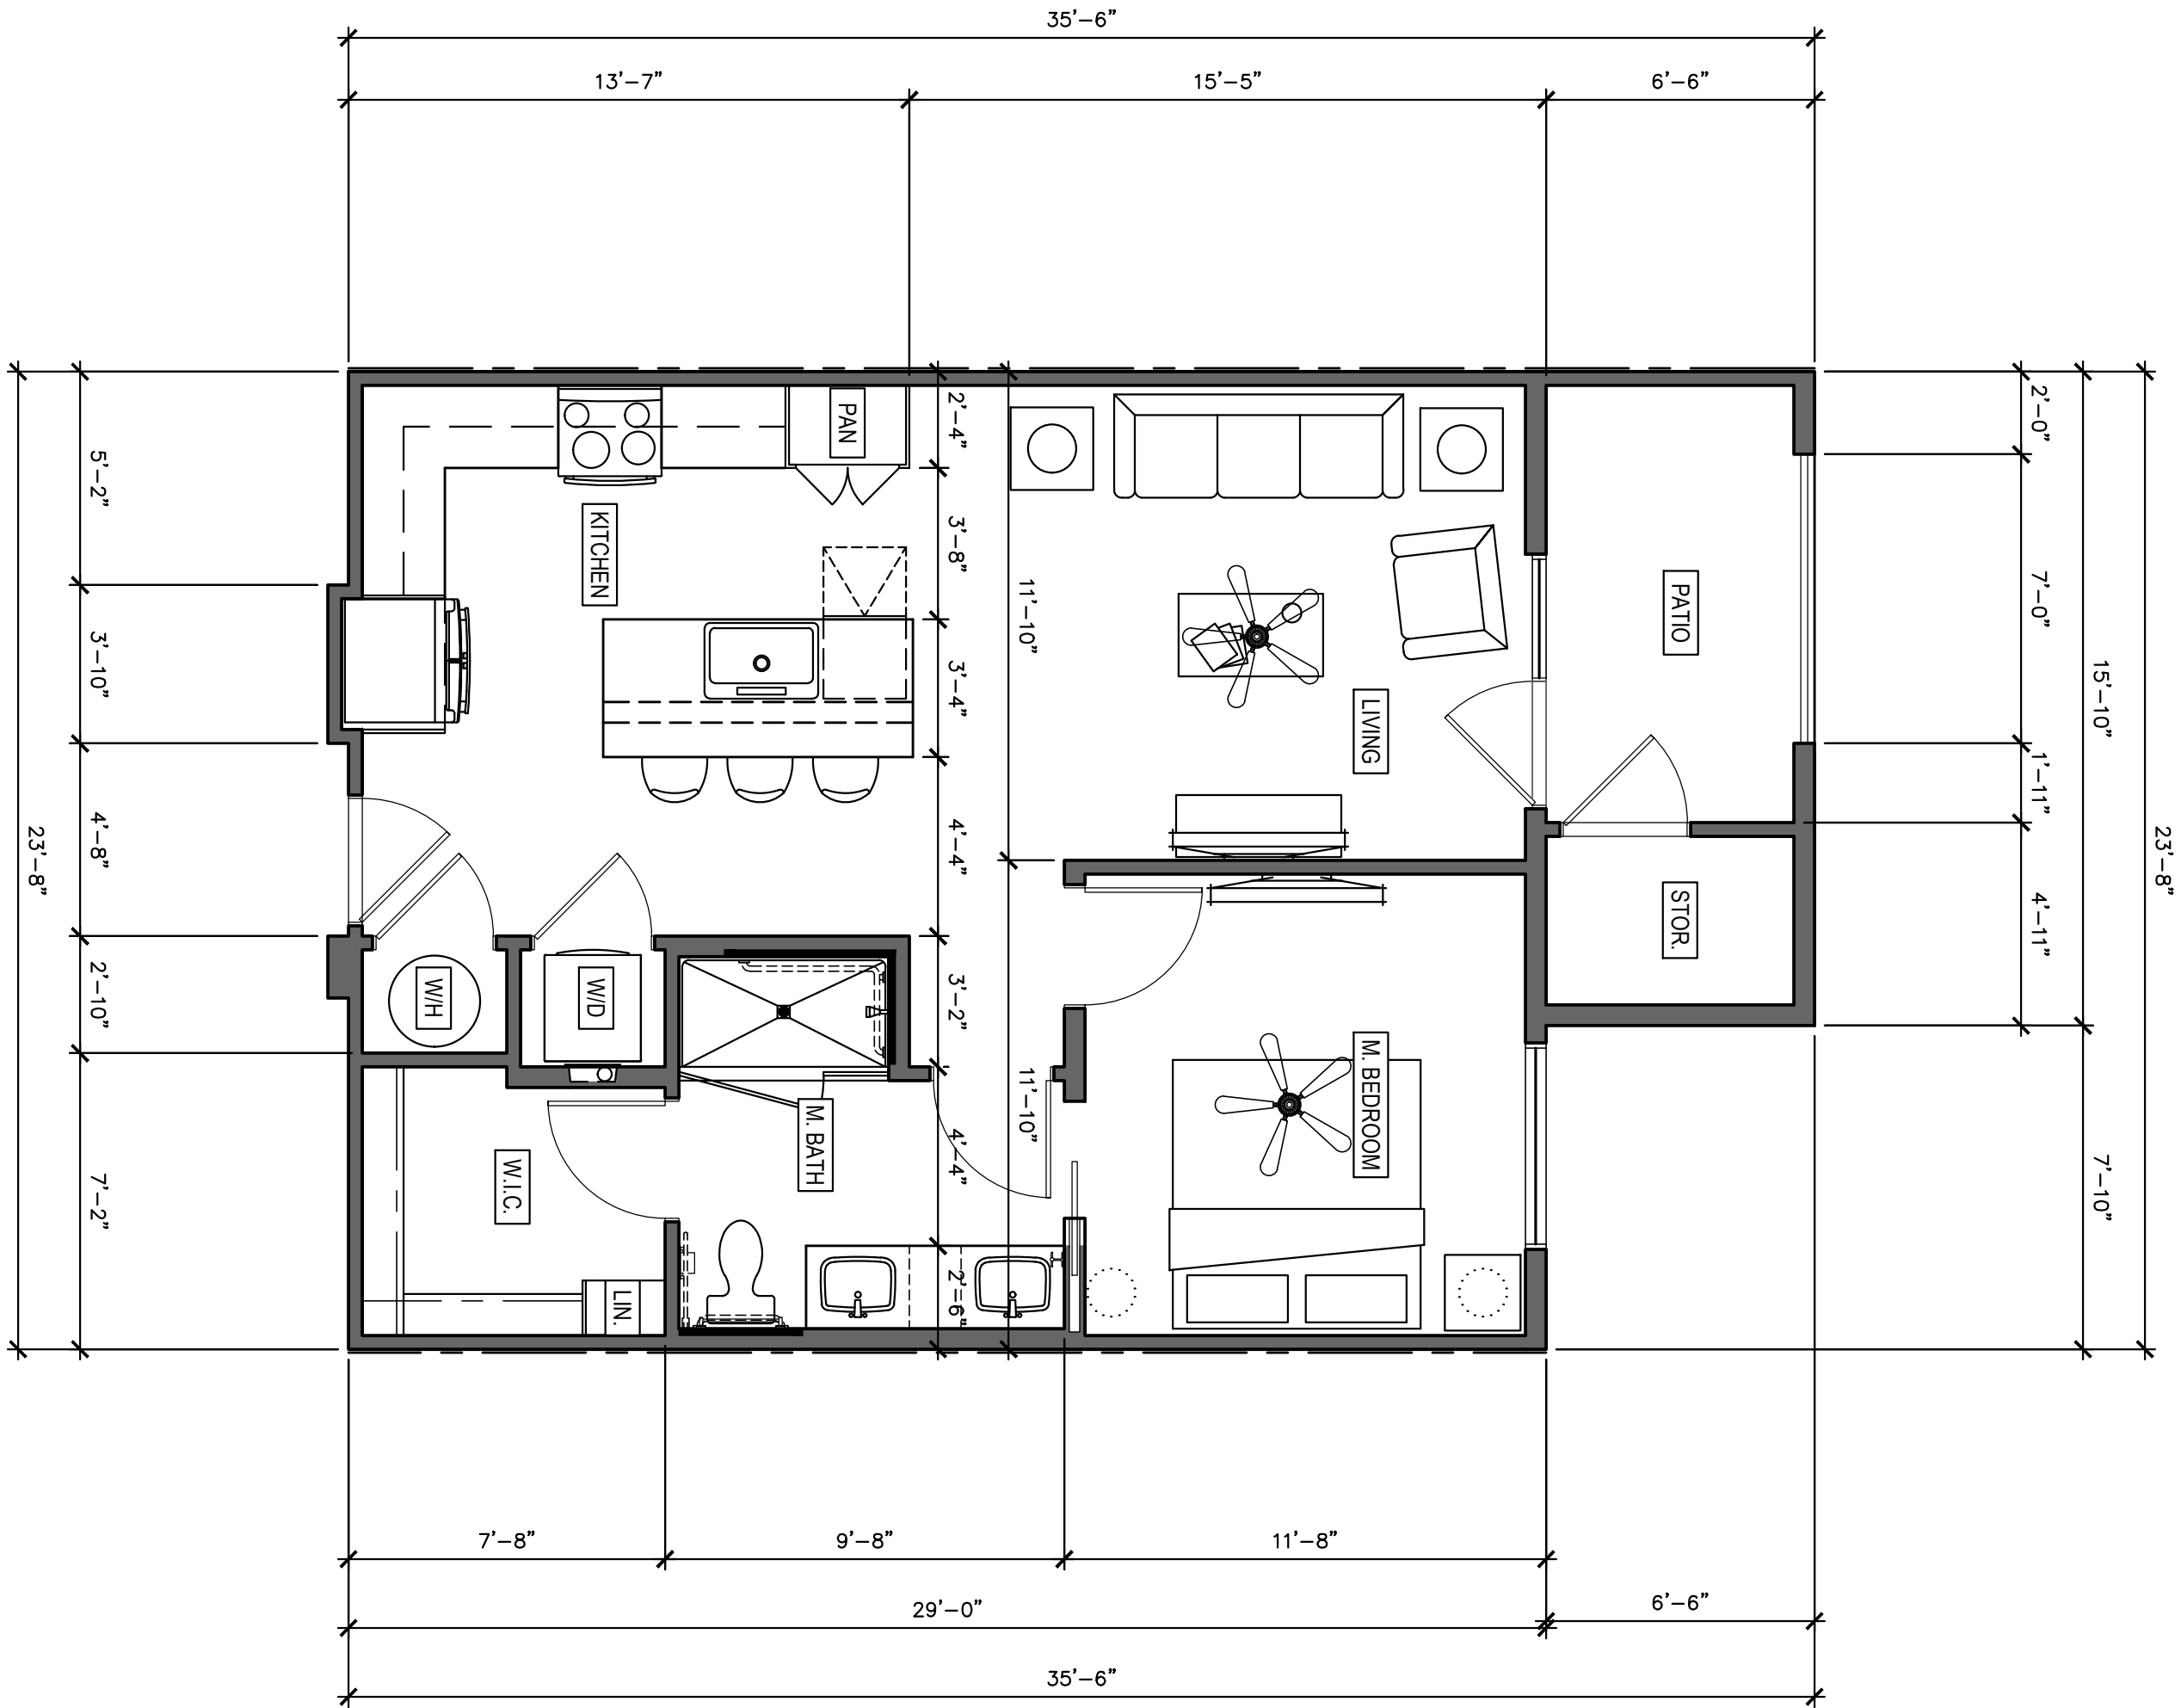 35'-6"
13'-7"
15'-5"
6'-6"
PAN
2'-4"
2'-0"
5'-2"
KITCHEN
3'-8"
11'-10"
PATIO
7'-0"
15'-10"
3'-10"
3'-4"
LIVING
1'-11"
23'-8"
4'-8"
4'-4"
23'-8"
STOR.
4'-11"
2'-10"
W/H
W/D
3'-2"
M. BATH
11'-10"
M. BEDROOM
7'-2"
W.I.C.
4'-4"
7'-10"
LIN.
2'-6"
7'-8"
9'-8"
11'-8"
29'-0"
6'-6"
35'-6"